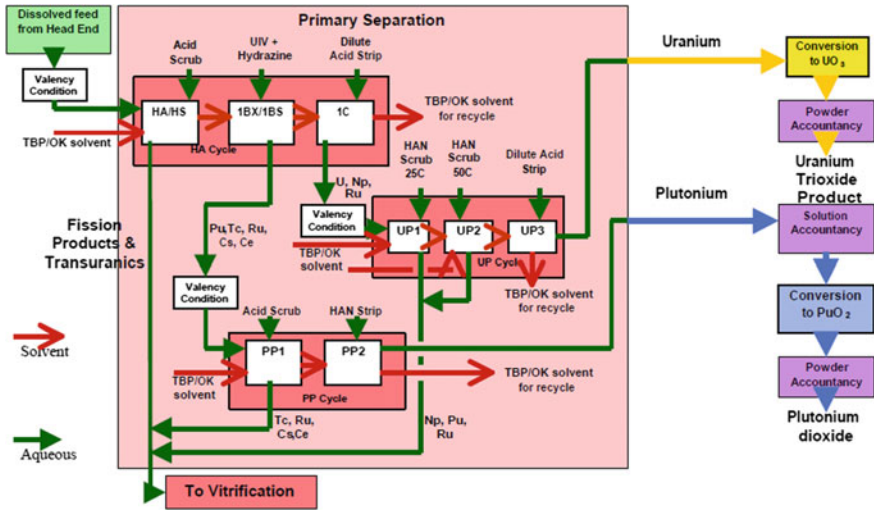 Dissolved feed
from Head End
Primary Separation
Acid
Scrub
UIV +
Hydrazine
Dilute
Acid Strip
Uranium
Conversion
to UO 3
Valency
Condition
HA/HS
1BX/1BS
1C
TBP/OK solvent
for recycle
TBP/OK solvent
HA Cycle
Powder
Accountancy
Uranium
Trioxide
Product
HAN
Scrub
25C
HAN
Scrub
50C
Dilute Acid
Strip
U, Np,
Ru
Plutonium
Valency
Condition
UP1
UP2
UP3
Solution
Accountancy
Fission
Products &
Transuranics
Pu,Tc, Ru,
Cs, Ce
TBP/OK
solvent
UP Cycle
TBP/OK solvent
for recycle
Valency
Condition
Conversion
to PuO 2
Acid Scrub
HAN Strip
Solvent
PP1
PP2
TBP/OK
solvent
PP Cycle
TBP/OK solvent
for recycle
Powder
Accountancy
Tc, Ru,
Cs,Ce
Np, Pu,
Ru
Plutonium
dioxide
Aqueous
To Vitrification